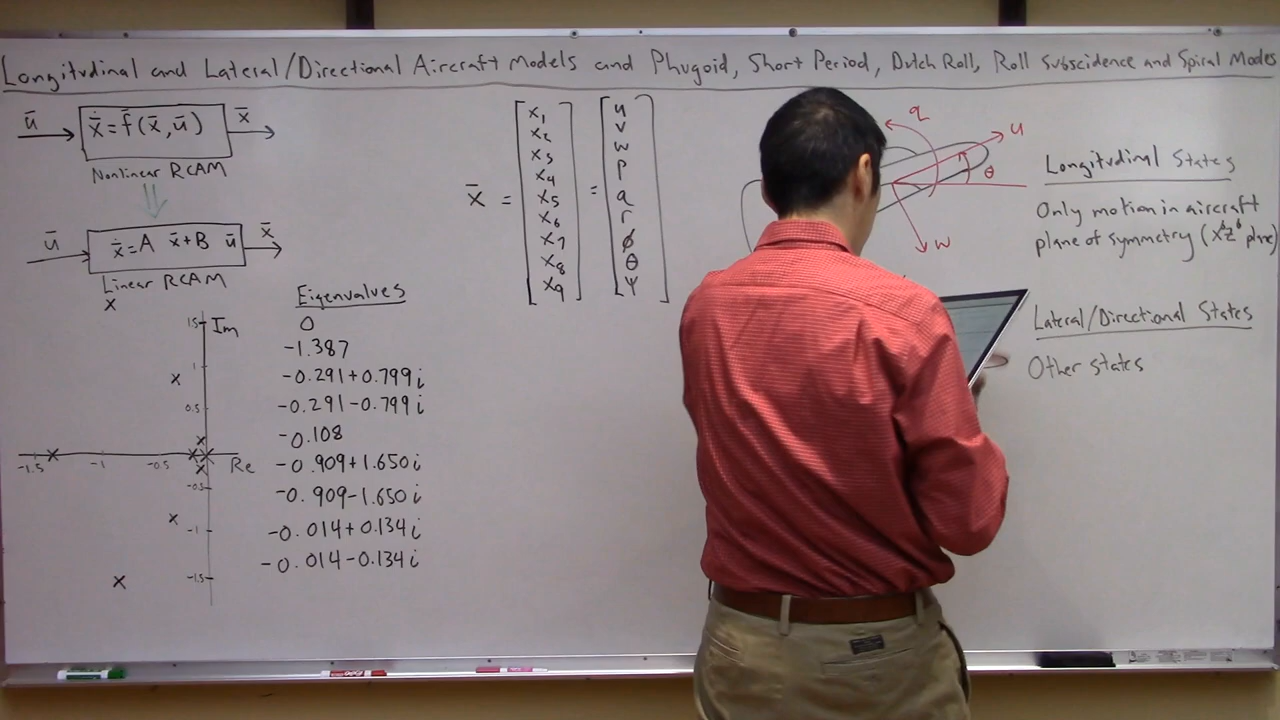 Longitudinal and Lateral/Directional Aircraft Models and Phugoid, Short Period, Dutch Roll, Roll Subscidence and Spiral Modes
ū
ẋ̄ = f̄(x̄,ū)
x̄
Nonlinear RCAM
ū
ẋ̄ = A x̄ + B ū
x̄
Linear RCAM
x̄ =
x1
x2
x3
x4
x5
x6
x7
x8
x9
=
u
v
w
p
q
r
φ
θ
ψ
q
u
θ
w
Longitudinal States
Only motion in aircraft
plane of symmetry (x^b z^b plane)
Lateral/Directional States
Other states
1.5
Im
1
0.5
-1.5
-1
-0.5
Re
-0.5
-1
-1.5
Eigenvalues
0
-1.387
-0.291+0.799i
-0.291-0.799i
-0.108
-0.909+1.650i
-0.909-1.650i
-0.014+0.134i
-0.014-0.134i